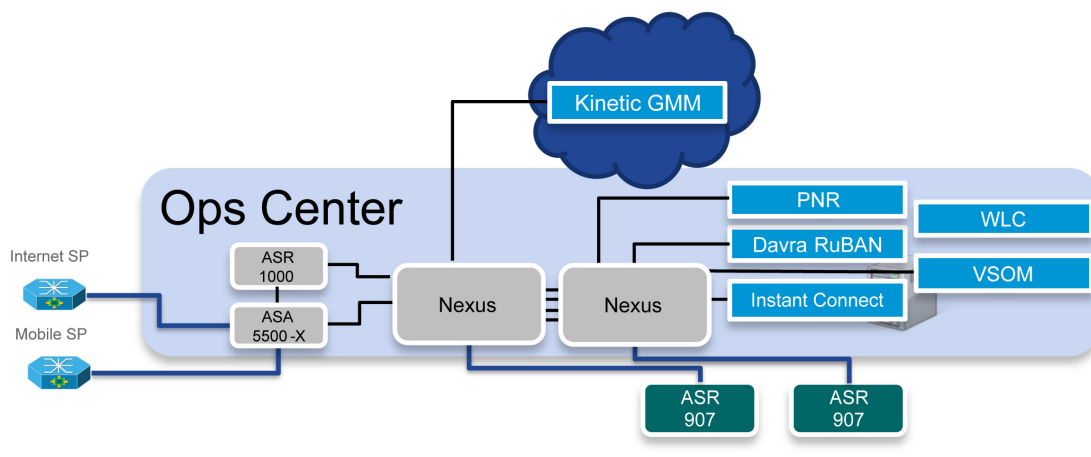 Kinetic GMM
Ops Center
PNR
WLC
Davra RuBAN
Internet SP
ASR
1000
VSOM
Nexus
Nexus
Instant Connect
ASA
5500-X
Mobile SP
ASR
907
ASR
907